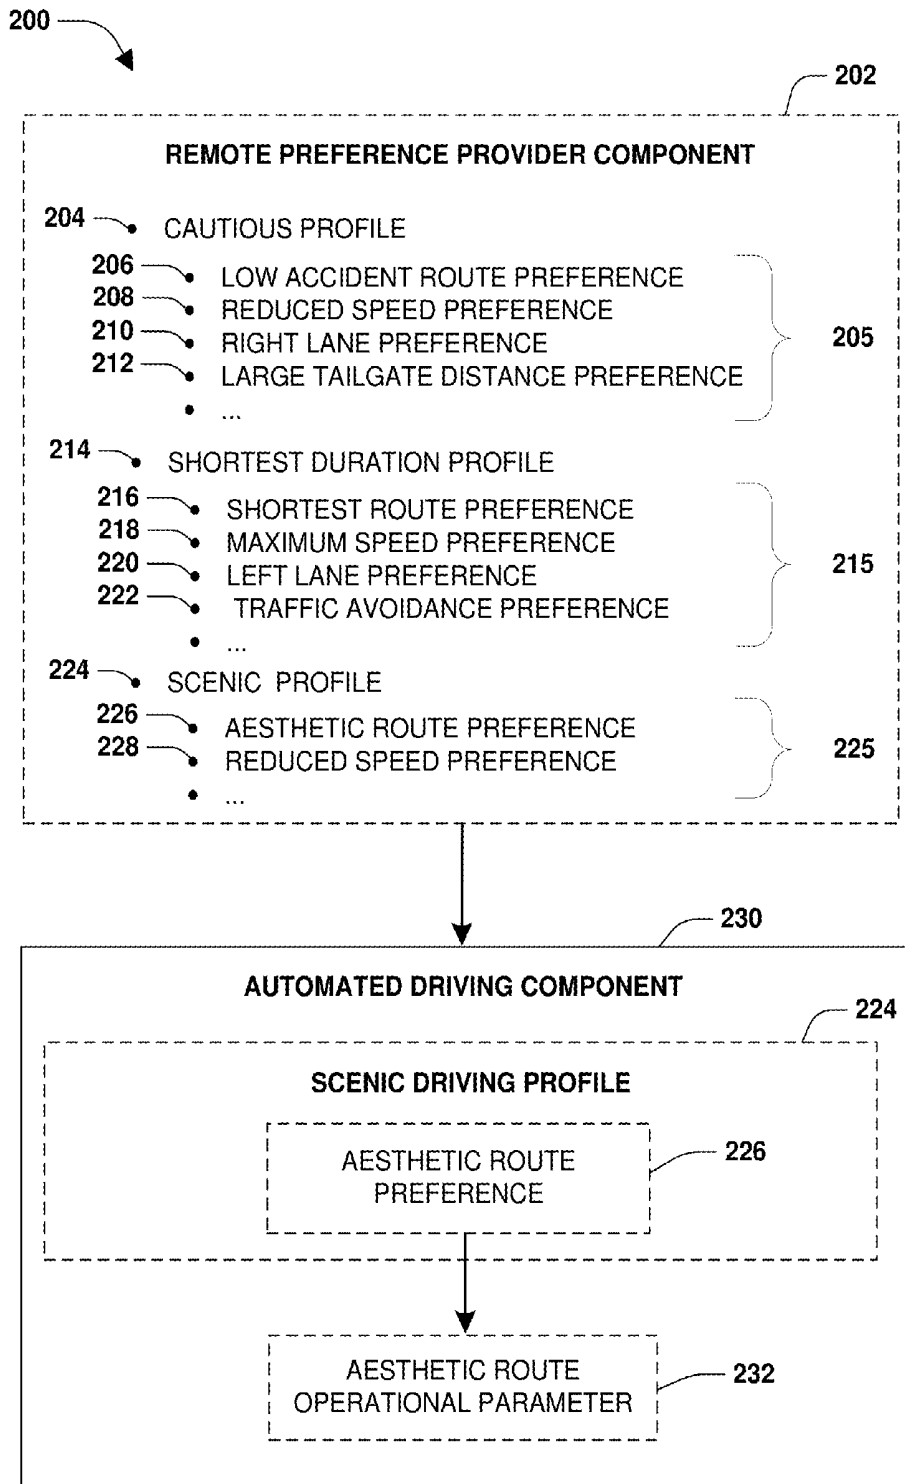 200
202
REMOTE PREFERENCE PROVIDER COMPONENT
204 • CAUTIOUS PROFILE
206 • LOW ACCIDENT ROUTE PREFERENCE
208 • REDUCED SPEED PREFERENCE
210 • RIGHT LANE PREFERENCE
205
212 • LARGE TAILGATE DISTANCE PREFERENCE
• ...
214 • SHORTEST DURATION PROFILE
216 • SHORTEST ROUTE PREFERENCE
218 • MAXIMUM SPEED PREFERENCE
220 • LEFT LANE PREFERENCE
215
222 • TRAFFIC AVOIDANCE PREFERENCE
• ...
224 • SCENIC PROFILE
226 • AESTHETIC ROUTE PREFERENCE
228 • REDUCED SPEED PREFERENCE
225
• ...
230
AUTOMATED DRIVING COMPONENT
224
SCENIC DRIVING PROFILE
AESTHETIC ROUTE
PREFERENCE
226
AESTHETIC ROUTE
OPERATIONAL PARAMETER
232